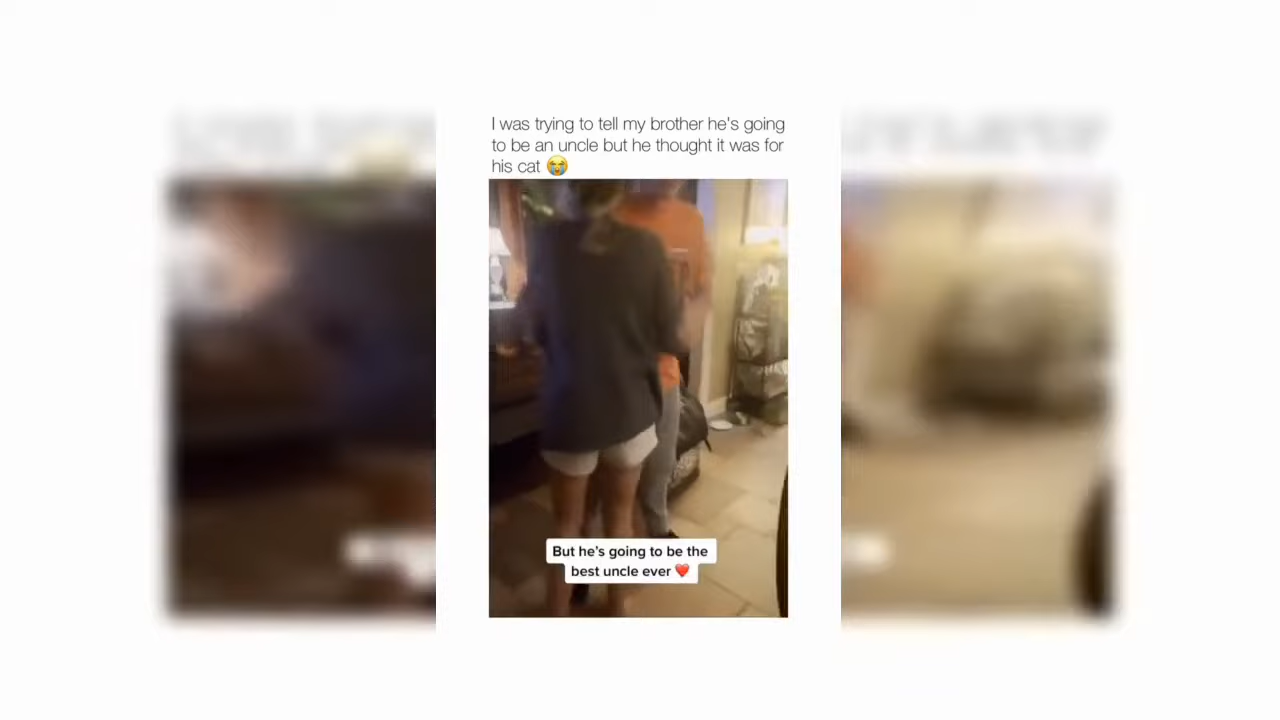 I was trying to tell my brother he's going
to be an uncle but he thought it was for
his cat 😭
But he's going to be the
best uncle ever ❤️